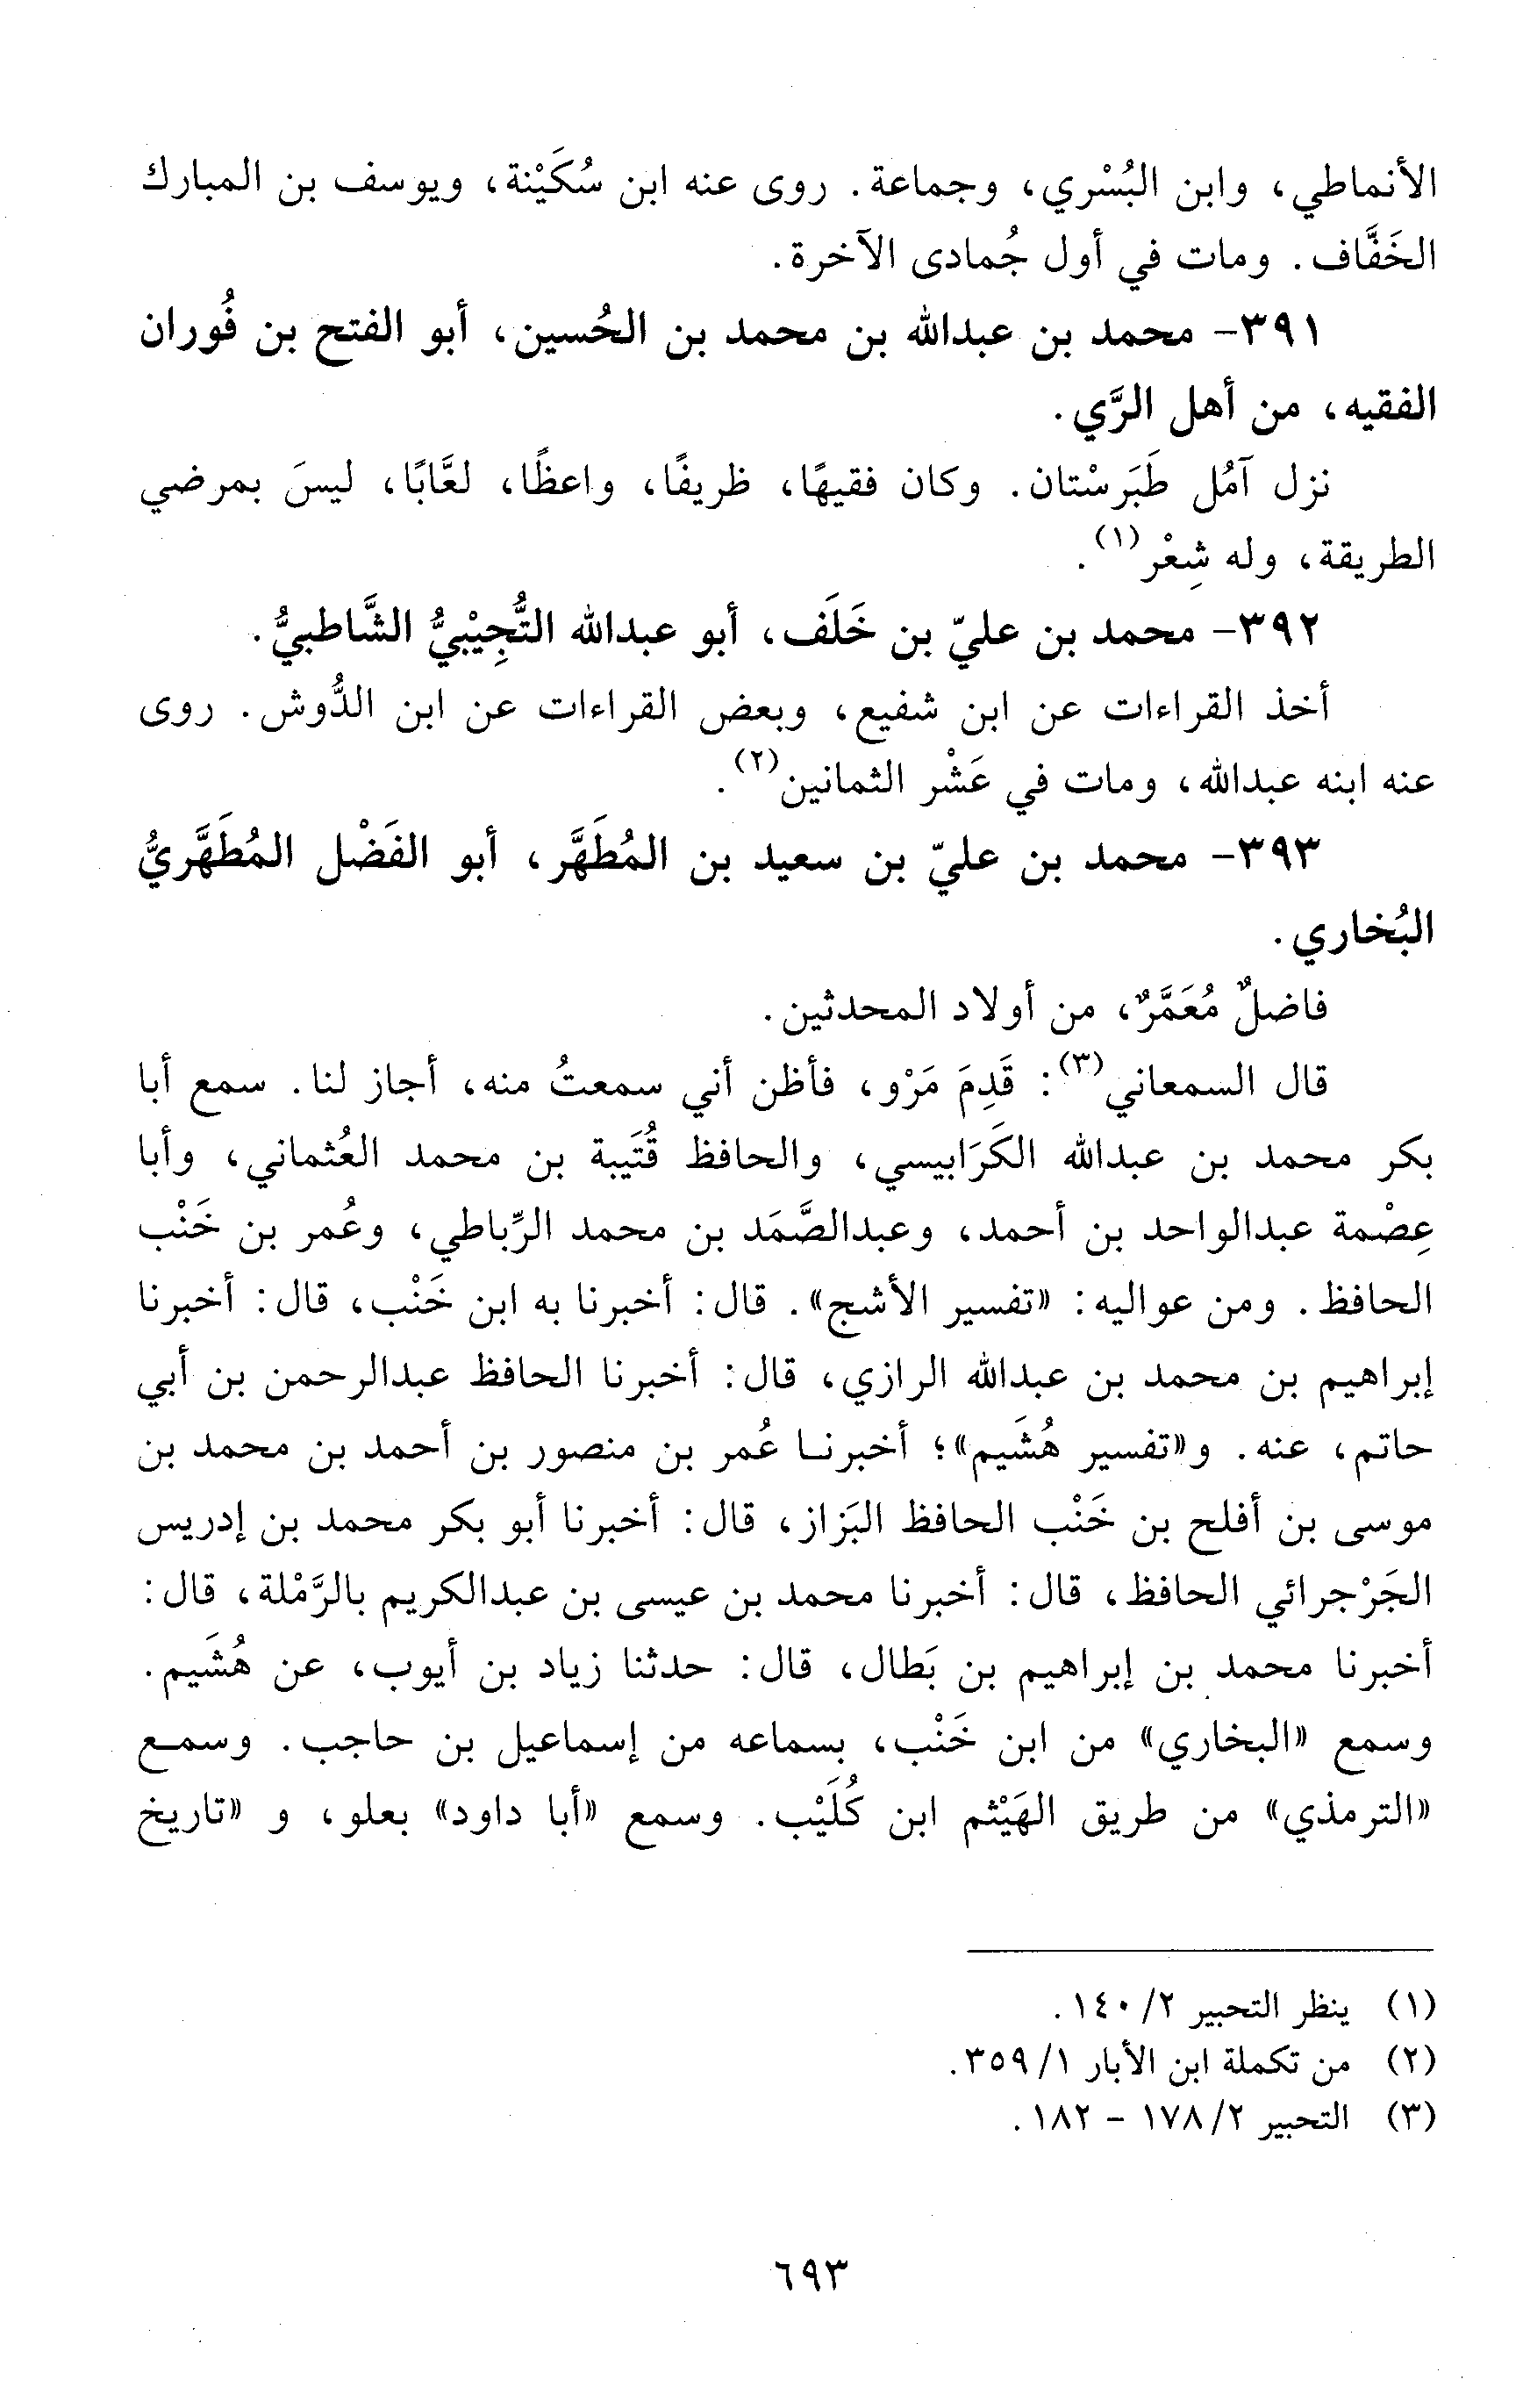 الأنماطي، وابن البُسْري، وجماعة. روى عنه ابن سُكَيْنة، ويوسف بن المبارك
الخَفَّاف. ومات في أول جُمادى الآخرة.
٣٩١- محمد بن عبدالله بن محمد بن الحُسين، أبو الفتح بن فُوران
الفقيه، من أهل الرَّي.
نزل آمُل طَبَرسْتان. وكان فقيهًا، ظريفًا، واعظًا، لعَّابًا، ليسَ بمرضي
الطريقة، وله شِعْر(١).
٣٩٢- محمد بن عليّ بن خَلَف، أبو عبدالله التُّجِيْبيُّ الشَّاطبيُّ.
أخذ القراءات عن ابن شفيع، وبعض القراءات عن ابن الدُّوش. روى
عنه ابنه عبدالله، ومات في عَشْر الثمانين(٢).
٣٩٣- محمد بن عليّ بن سعيد بن المُطَهَّر، أبو الفَضْل المُطَهَّريُّ
البُخاري.
فاضلٌ مُعَمَّرٌ، من أولاد المحدثين.
قال السمعاني(٣): قَدِمَ مَرْو، فأظن أني سمعتُ منه، أجاز لنا. سمع أبا
بكر محمد بن عبدالله الكَرَابيسي، والحافظ قُتَيبة بن محمد العُثماني، وأبا
عِصْمة عبدالواحد بن أحمد، وعبدالصَّمَد بن محمد الرِّباطي، وعُمر بن خَنْب
الحافظ. ومن عواليه: «تفسير الأشج». قال: أخبرنا به ابن خَنْب، قال: أخبرنا
إبراهيم بن محمد بن عبدالله الرازي، قال: أخبرنا الحافظ عبدالرحمن بن أبي
حاتم، عنه. و«تفسير هُشَيم»؛ أخبرنا عُمر بن منصور بن أحمد بن محمد بن
موسى بن أفلح بن خَنْب الحافظ البَزاز، قال: أخبرنا أبو بكر محمد بن إدريس
الجَرْجرائي الحافظ، قال: أخبرنا محمد بن عيسى بن عبدالكريم بالرَّمْلة، قال:
أخبرنا محمد بن إبراهيم بن بَطال، قال: حدثنا زياد بن أيوب، عن هُشَيم.
وسمع «البخاري» من ابن خَنْب، بسماعه من إسماعيل بن حاجب. وسمع
«الترمذي» من طريق الهَيْثم ابن كُلَيْب. وسمع «أبا داود» بعلو، و «تاريخ
(١) ينظر التحبير ٢/ ١٤٠.
(٢) من تكملة ابن الأبار ١/ ٣٥٩.
(٣) التحبير ٢/ ١٧٨ - ١٨٢.
٦٩٣